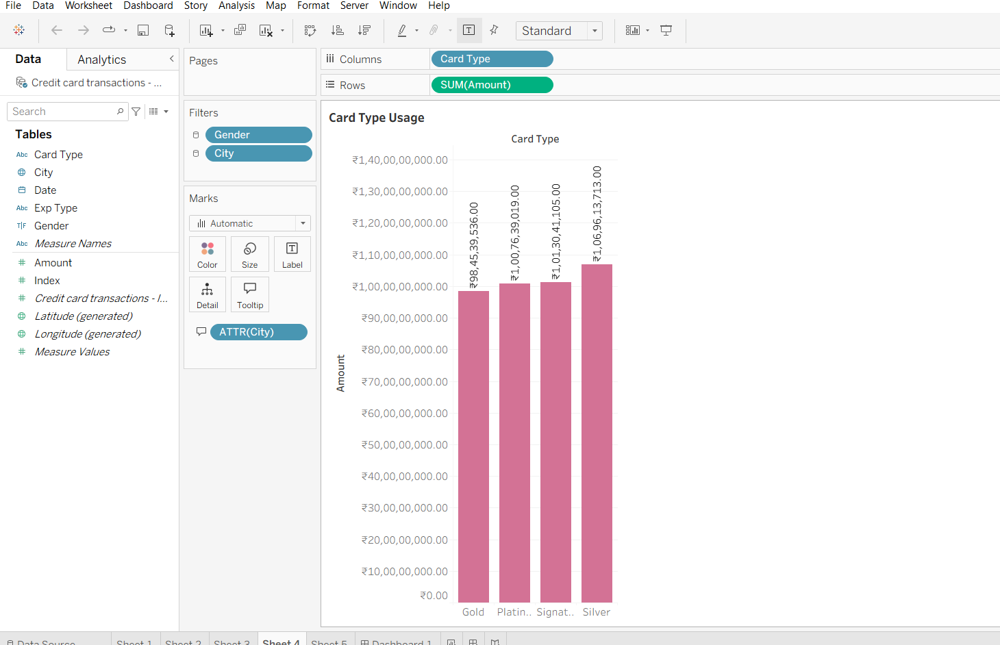 File Data Worksheet Dashboard Story Analysis Map Format Server Window Help
Standard
Data Analytics
Credit card transactions - ...
Search
Tables
Abc Card Type
City
Date
Abc Exp Type
T|F Gender
Abc Measure Names
# Amount
# Index
# Credit card transactions - I...
Latitude (generated)
Longitude (generated)
# Measure Values
Pages
Filters
Gender
City
Marks
Automatic
Color Size Label
Detail Tooltip
ATTR(City)
Columns Card Type
Rows SUM(Amount)
Card Type Usage
Card Type
Amount
₹1,40,00,00,000.00
₹1,30,00,00,000.00
₹1,20,00,00,000.00
₹1,10,00,00,000.00
₹1,00,00,00,000.00
₹90,00,00,000.00
₹80,00,00,000.00
₹70,00,00,000.00
₹60,00,00,000.00
₹50,00,00,000.00
₹40,00,00,000.00
₹30,00,00,000.00
₹20,00,00,000.00
₹10,00,00,000.00
₹0.00
₹98,45,39,536.00
₹1,00,76,39,019.00
₹1,01,30,41,105.00
₹1,06,96,13,713.00
Gold Platin.. Signat.. Silver
Data Source Sheet 1 Sheet 2 Sheet 3 Sheet 4 Sheet 5 Dashboard 1